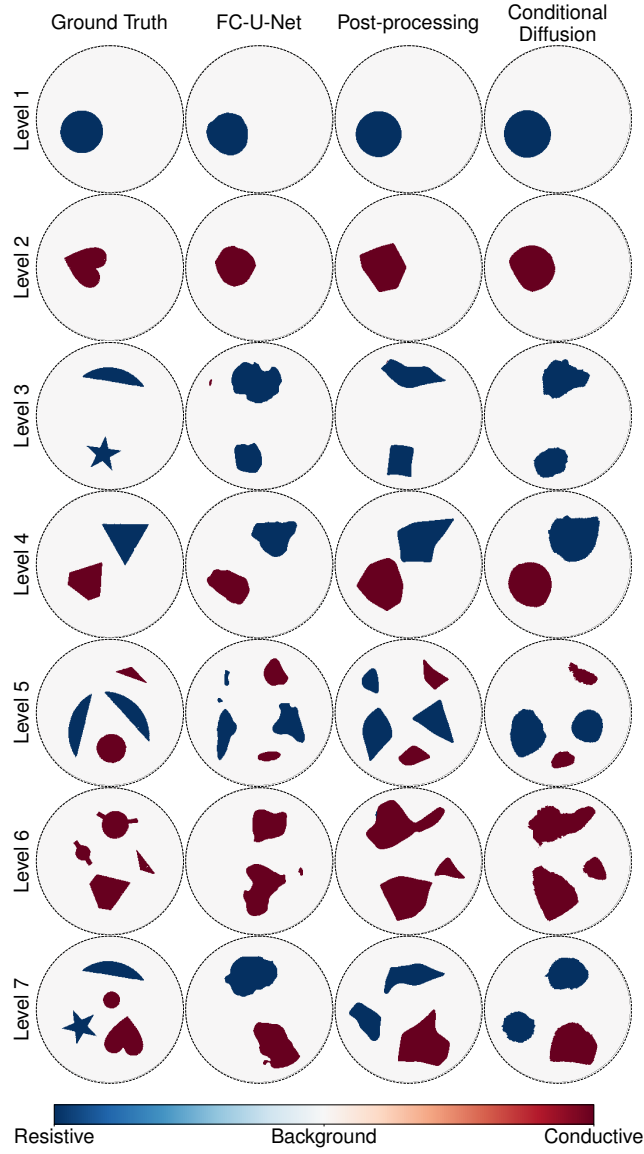 Ground Truth
FC-U-Net
Post-processing
Conditional
Diffusion
Level 1
Level 2
Level 3
Level 4
Level 5
Level 6
Level 7
Resistive
Background
Conductive